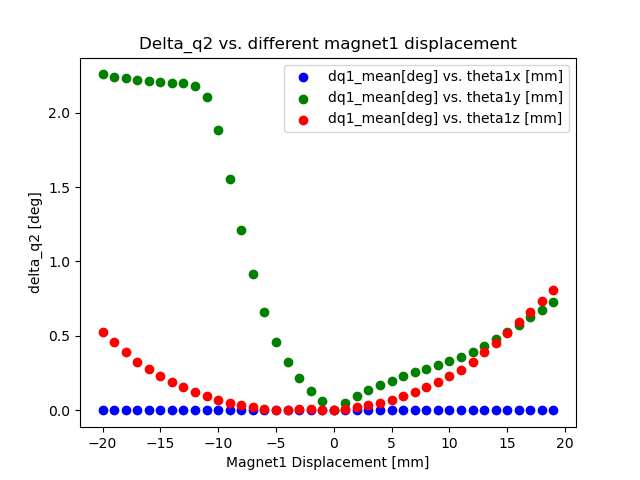 Delta_q2 vs. different magnet1 displacement
dq1_mean[deg] vs. theta1x [mm]
dq1_mean[deg] vs. theta1y [mm]
dq1_mean[deg] vs. theta1z [mm]
delta_q2 [deg]
2.0
1.5
1.0
0.5
0.0
−20 −15 −10 −5 0 5 10 15 20
Magnet1 Displacement [mm]